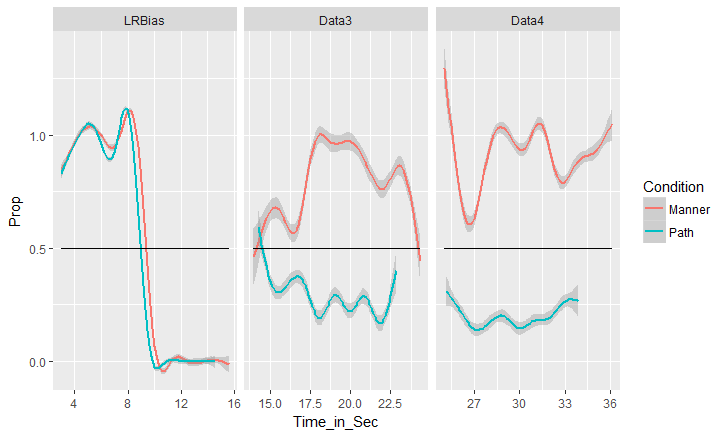 LRBias Data3 Data4
Prop
1.0
0.5
0.0
4 8 12 16 15.0 17.5 20.0 22.5 27 30 33 36
Time_in_Sec
Condition
Manner
Path